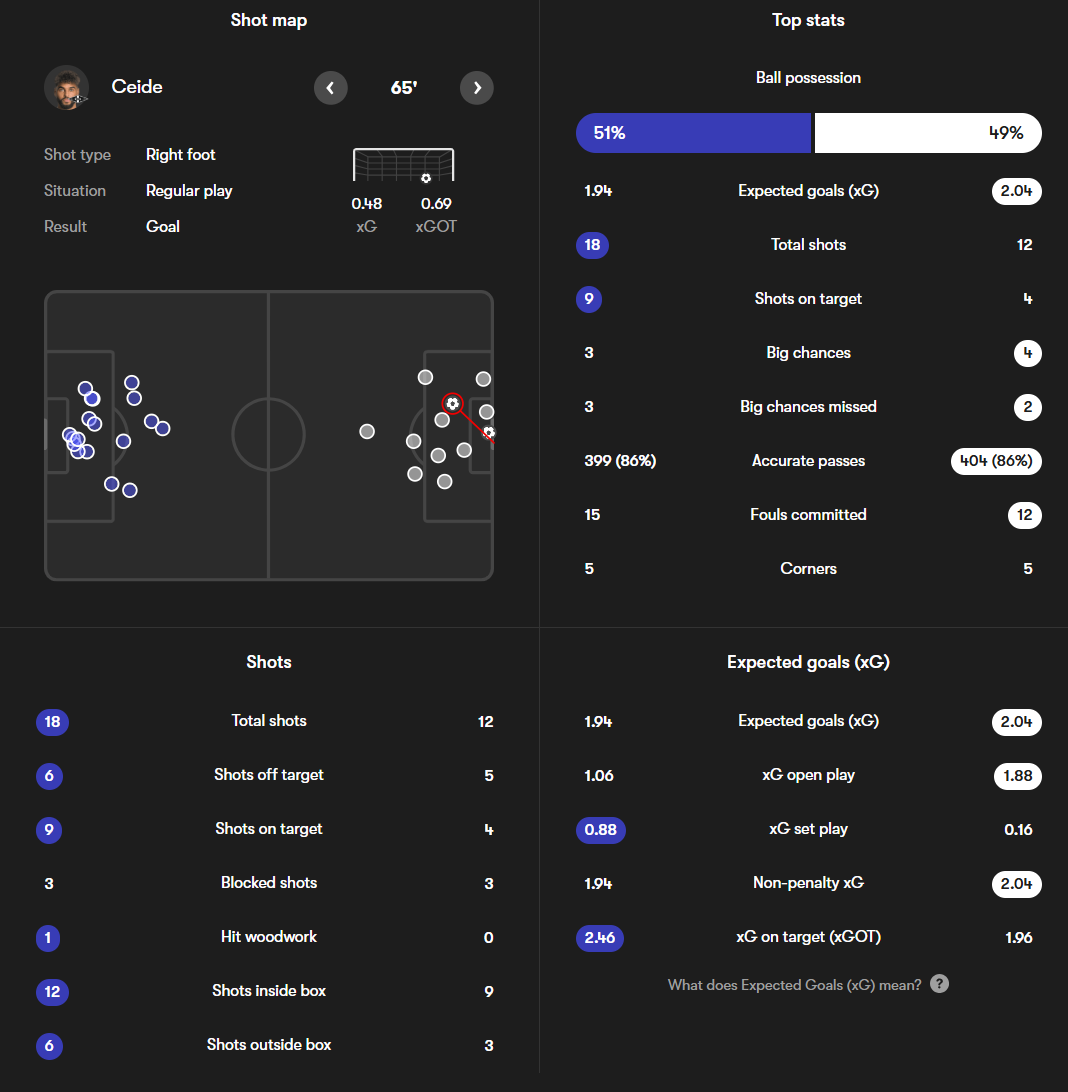 Shot map
Ceide
65'
Shot type Right foot
Situation Regular play
Result Goal
0.48 0.69
xG xGOT
Top stats
Ball possession
51% 49%
1.94 Expected goals (xG) 2.04
18 Total shots 12
9 Shots on target 4
3 Big chances 4
3 Big chances missed 2
399 (86%) Accurate passes 404 (86%)
15 Fouls committed 12
5 Corners 5
Shots
18 Total shots 12
6 Shots off target 5
9 Shots on target 4
3 Blocked shots 3
1 Hit woodwork 0
12 Shots inside box 9
6 Shots outside box 3
Expected goals (xG)
1.94 Expected goals (xG) 2.04
1.06 xG open play 1.88
0.88 xG set play 0.16
1.94 Non-penalty xG 2.04
2.46 xG on target (xGOT) 1.96
What does Expected Goals (xG) mean? ?